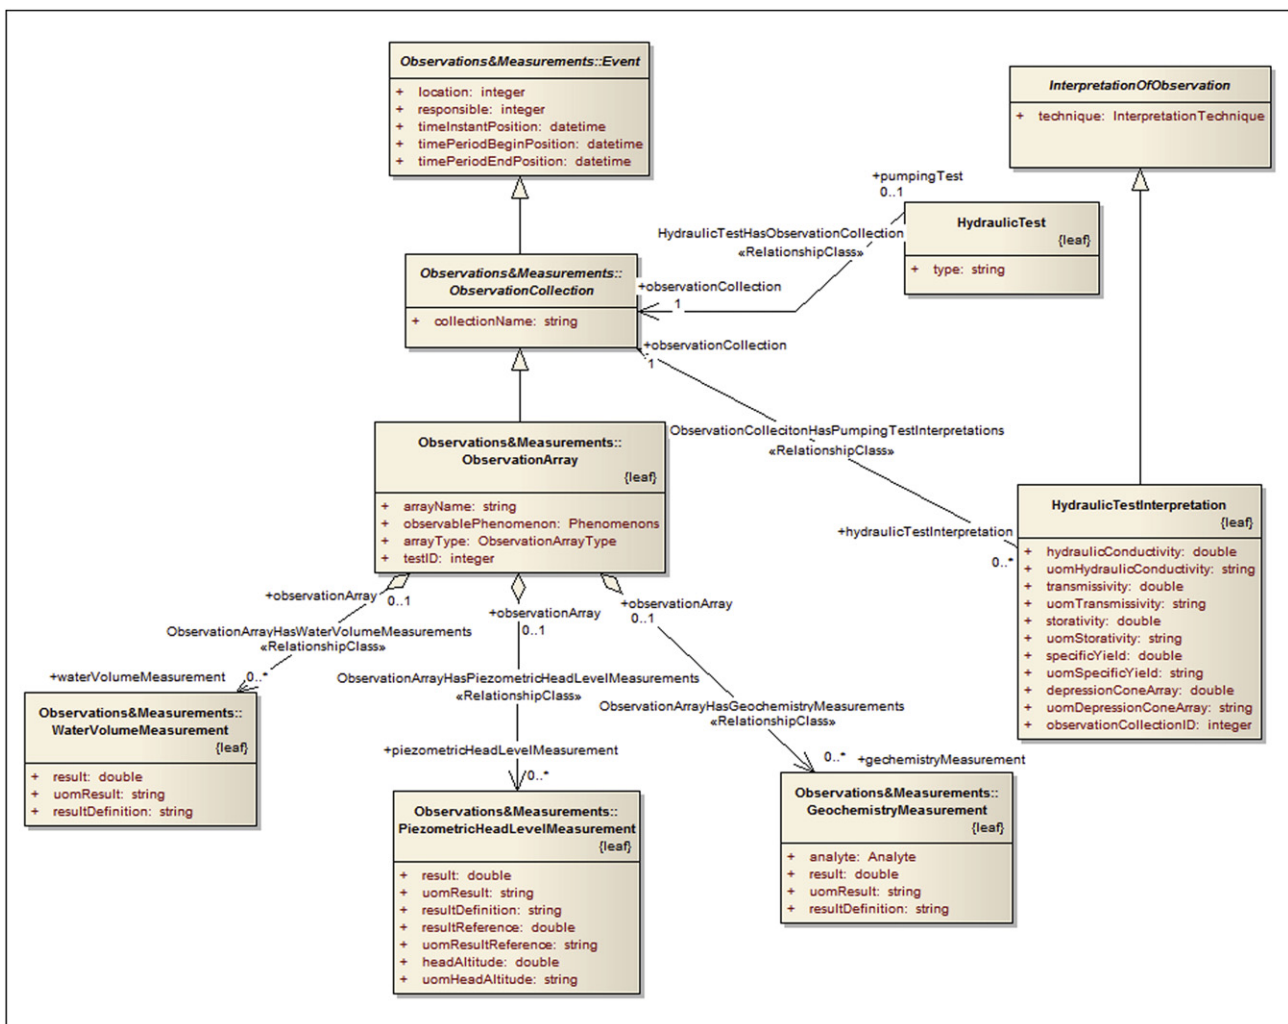 Observations&Measurements::Event
+ location: integer
+ responsible: integer
+ timeInstantPosition: datetime
+ timePeriodBeginPosition: datetime
+ timePeriodEndPosition: datetime
InterpretationOfObservation
+ technique: InterpretationTechnique
+pumpingTest
0..1
HydraulicTest
{leaf}
+ type: string
HydraulicTestHasObservationCollection
«RelationshipClass»
Observations&Measurements::
ObservationCollection
+ collectionName: string
+observationCollection
1
+observationCollection
1
ObservationCollecitonHasPumpingTestInterpretations
«RelationshipClass»
Observations&Measurements::
ObservationArray
{leaf}
+ arrayName: string
+ observablePhenomenon: Phenomenons
+ arrayType: ObservationArrayType
+ testID: integer
+hydraulicTestInterpretation
0..*
HydraulicTestInterpretation
{leaf}
+ hydraulicConductivity: double
+ uomHydraulicConductivity: string
+ transmissivity: double
+ uomTransmissivity: string
+ storativity: double
+ uomStorativity: string
+ specificYield: double
+ uomSpecificYield: string
+ depressionConeArray: double
+ uomDepressionConeArray: string
+ observationCollectionID: integer
+observationArray
0..1
+observationArray
0..1
+observationArray
0..1
ObservationArrayHasWaterVolumeMeasurements
«RelationshipClass»
+waterVolumeMeasurement
0..*
ObservationArrayHasPiezometricHeadLevelMeasurements
«RelationshipClass»
ObservationArrayHasGeochemistryMeasurements
«RelationshipClass»
Observations&Measurements::
WaterVolumeMeasurement
{leaf}
+ result: double
+ uomResult: string
+ resultDefinition: string
+piezometricHeadLevelMeasurement
0..*
0..*
+gechemistryMeasurement
Observations&Measurements::
PiezometricHeadLevelMeasurement
{leaf}
+ result: double
+ uomResult: string
+ resultDefinition: string
+ resultReference: double
+ uomResultReference: string
+ headAltitude: double
+ uomHeadAltitude: string
Observations&Measurements::
GeochemistryMeasurement
{leaf}
+ analyte: Analyte
+ result: double
+ uomResult: string
+ resultDefinition: string